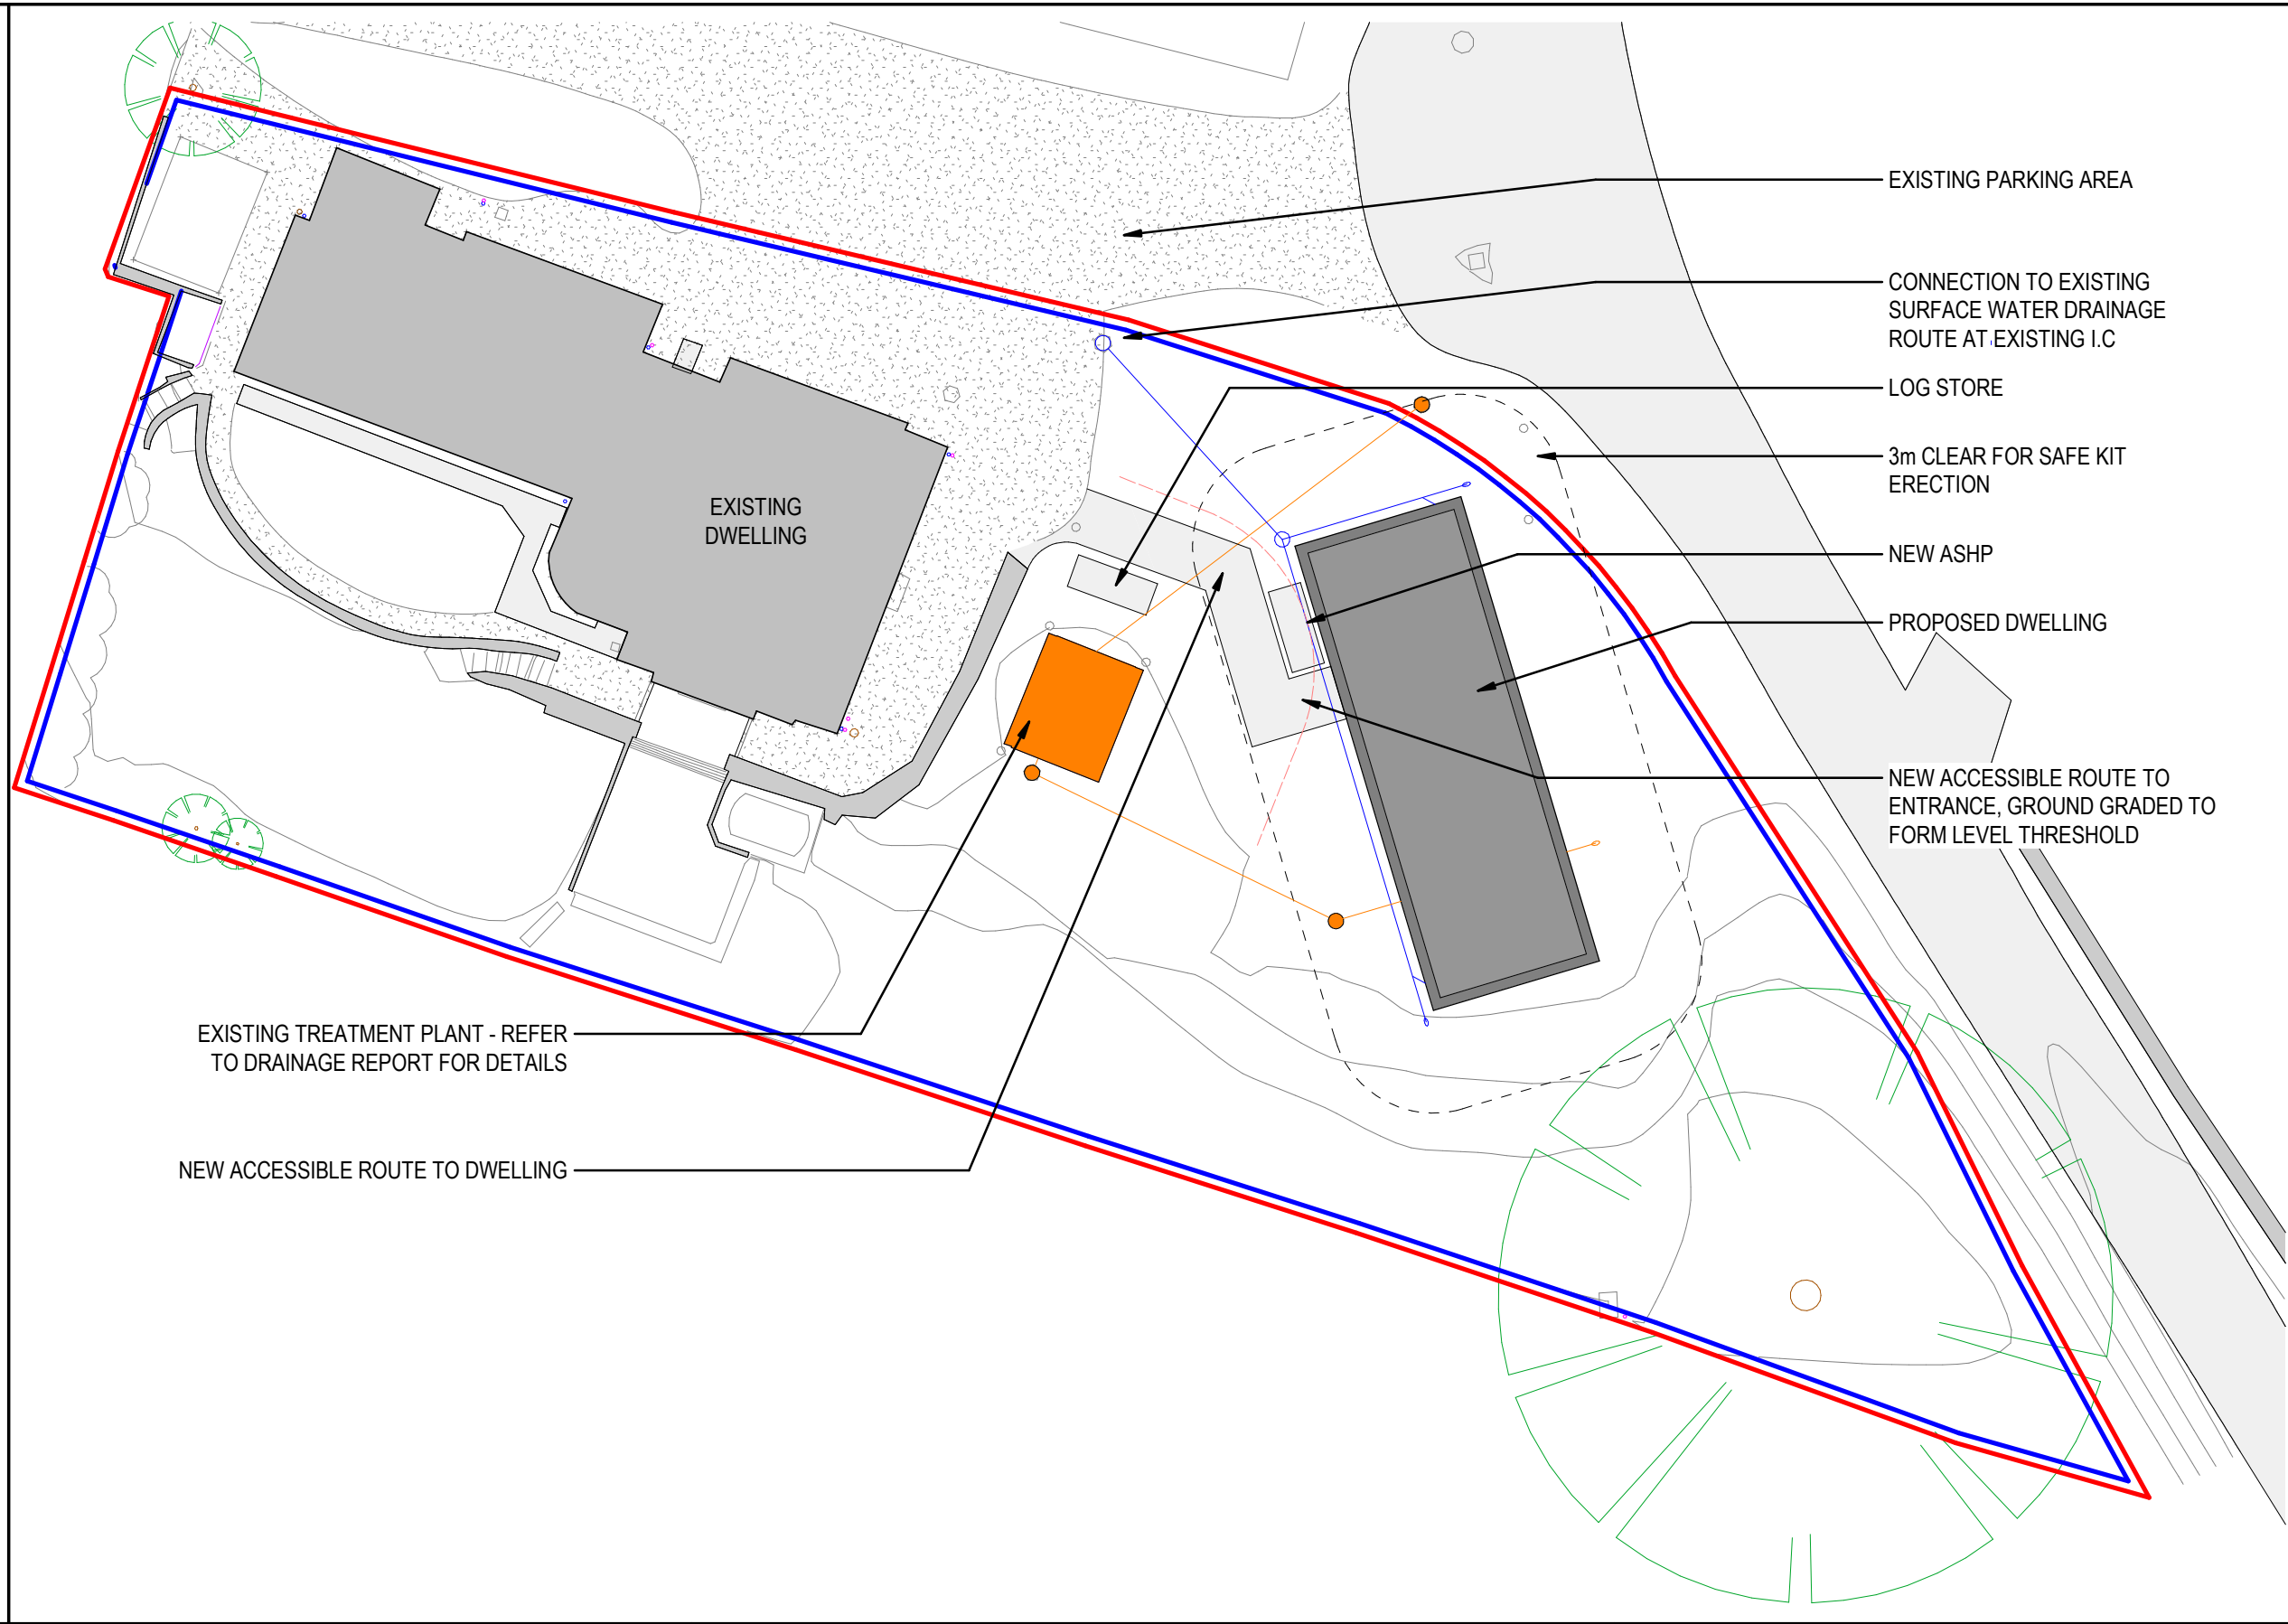 EXISTING PARKING AREA
CONNECTION TO EXISTING
SURFACE WATER DRAINAGE
ROUTE AT EXISTING I.C
LOG STORE
3m CLEAR FOR SAFE KIT
ERECTION
EXISTING
DWELLING
NEW ASHP
PROPOSED DWELLING
NEW ACCESSIBLE ROUTE TO
ENTRANCE, GROUND GRADED TO
FORM LEVEL THRESHOLD
EXISTING TREATMENT PLANT - REFER
TO DRAINAGE REPORT FOR DETAILS
NEW ACCESSIBLE ROUTE TO DWELLING